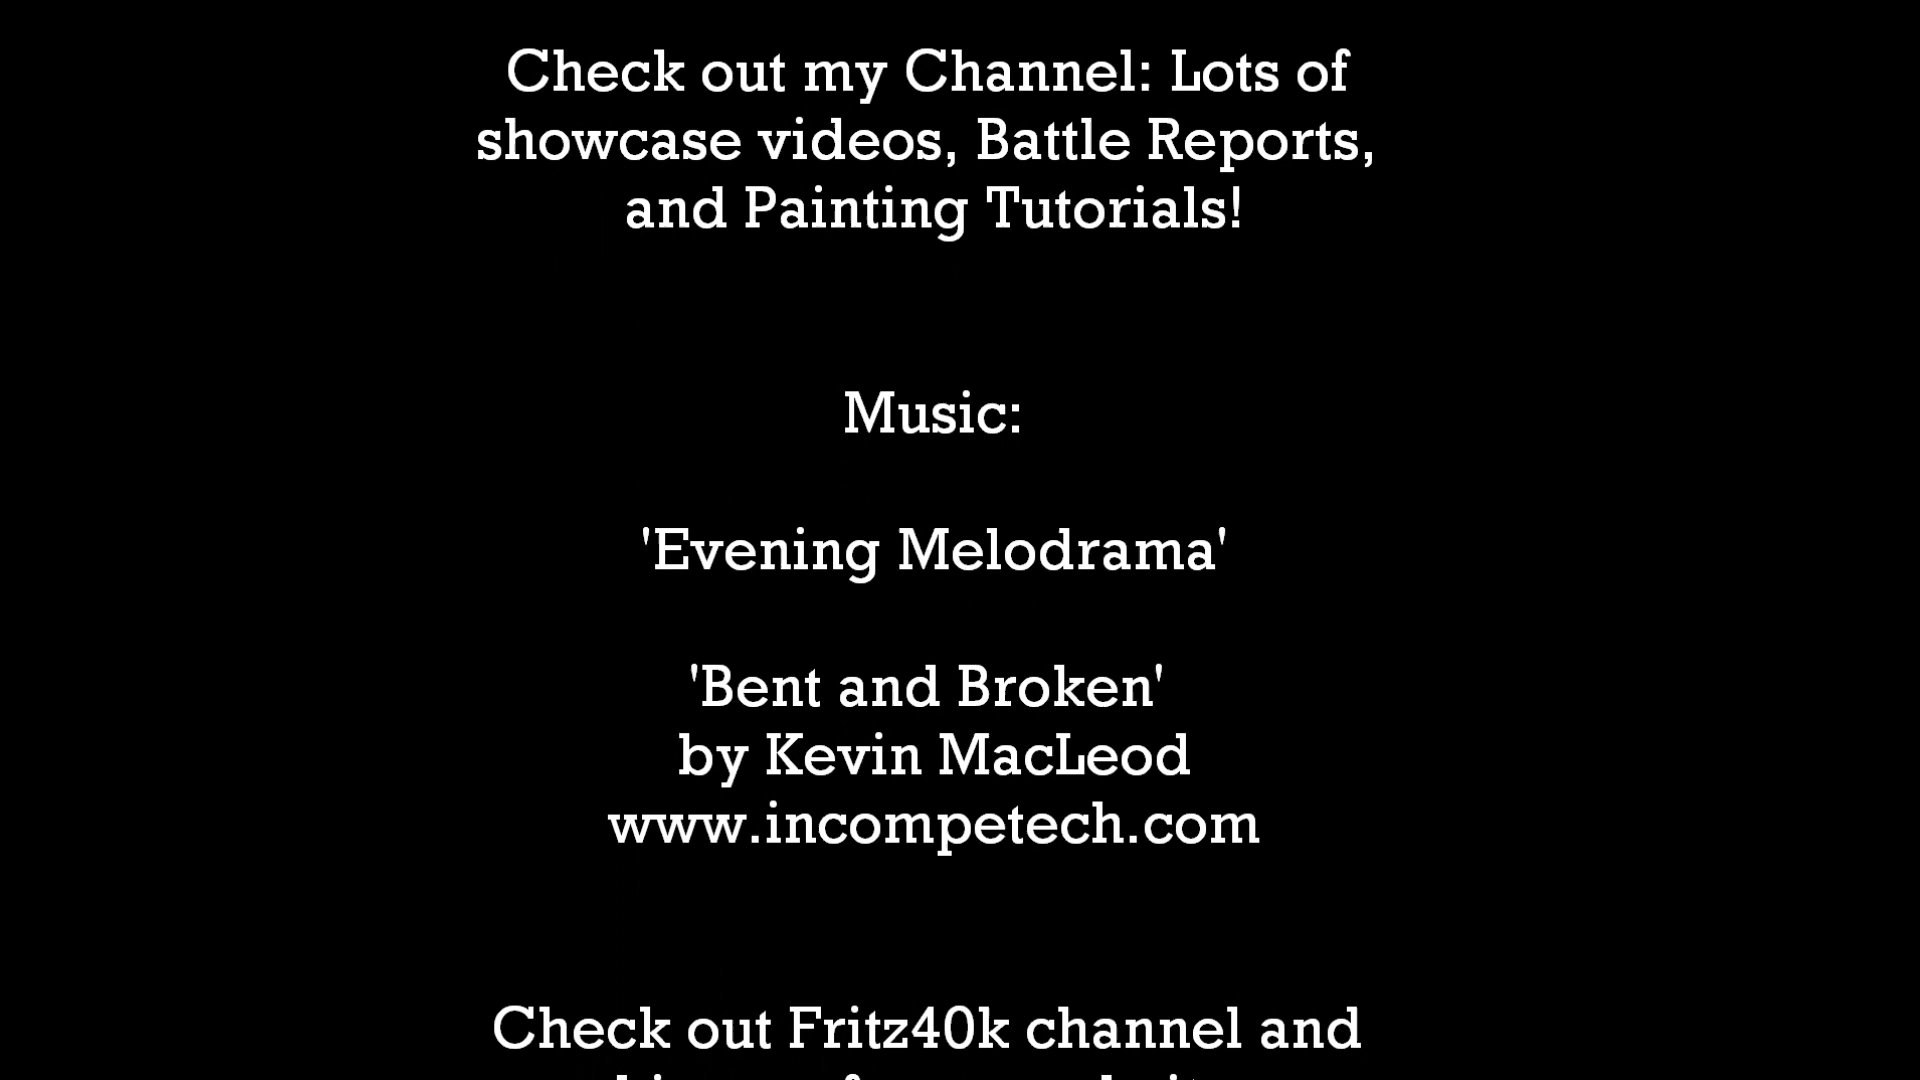 Check out my Channel: Lots of
showcase videos, Battle Reports,
and Painting Tutorials!
Music:
'Evening Melodrama'
'Bent and Broken'
by Kevin MacLeod
www.incompetech.com
Check out Fritz40k channel and